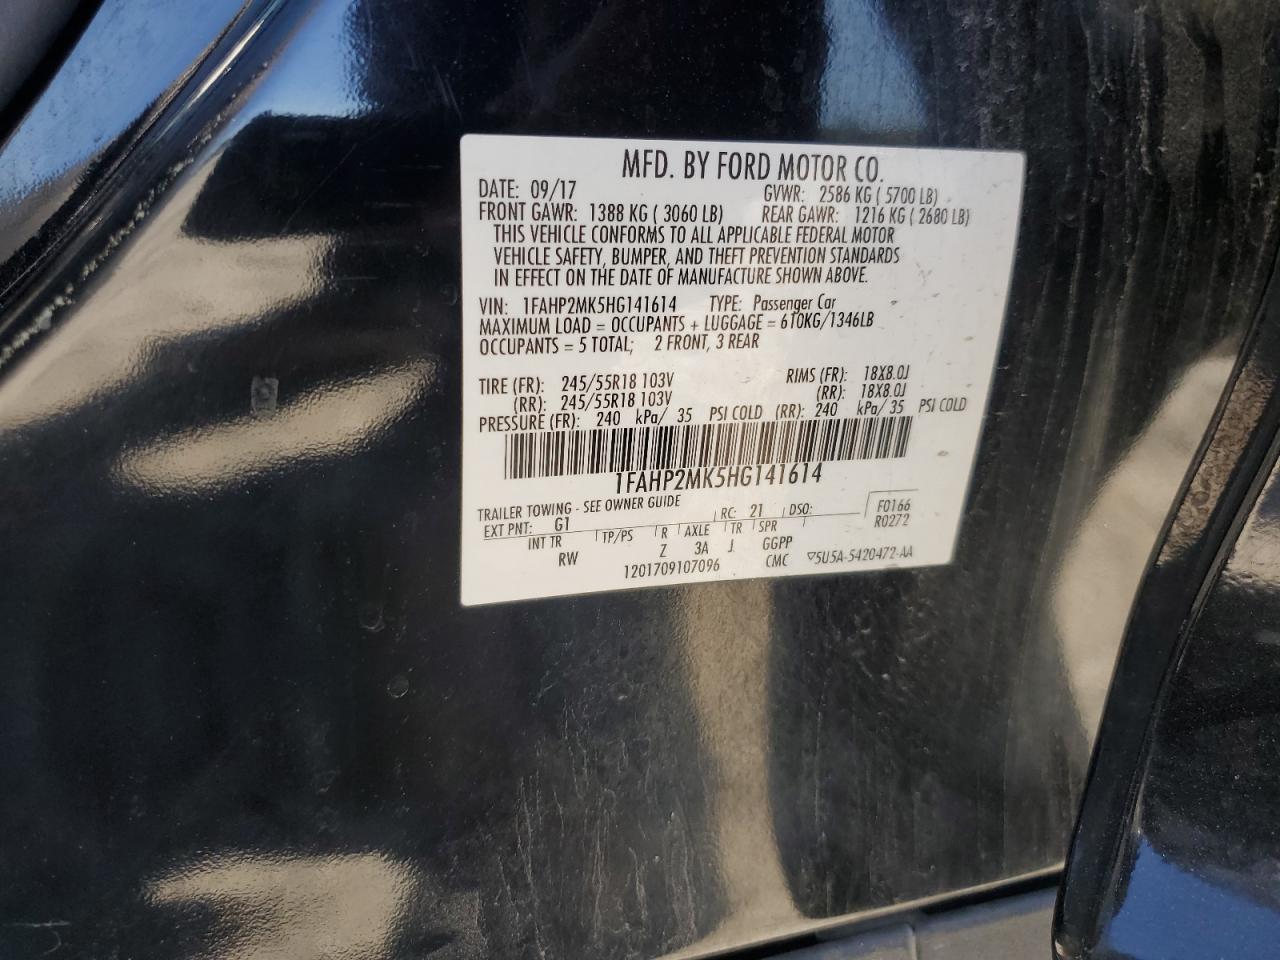 MFD. BY FORD MOTOR CO.
DATE: 09/17 GVWR: 2586 KG ( 5700 LB)
FRONT GAWR: 1388 KG ( 3060 LB) REAR GAWR: 1216 KG ( 2680 LB)
THIS VEHICLE CONFORMS TO ALL APPLICABLE FEDERAL MOTOR
VEHICLE SAFETY, BUMPER, AND THEFT PREVENTION STANDARDS
IN EFFECT ON THE DATE OF MANUFACTURE SHOWN ABOVE.
VIN: 1FAHP2MK5HG141614 TYPE: Passenger Car
MAXIMUM LOAD = OCCUPANTS + LUGGAGE = 610KG/1346LB
OCCUPANTS = 5 TOTAL; 2 FRONT, 3 REAR
TIRE (FR): 245/55R18 103V RIMS (FR): 18X8.0J
(RR): 245/55R18 103V (RR): 18X8.0J
PRESSURE (FR): 240 kPa/ 35 PSI COLD (RR): 240 kPa/ 35 PSI COLD
1FAHP2MK5HG141614
TRAILER TOWING - SEE OWNER GUIDE
EXT PNT: G1 RC: 21 DSO: F0166
INT TR TP/PS R AXLE TR SPR R0272
RW Z 3A J GGPP
1201709107096 CMC 5U5A-5420472-AA